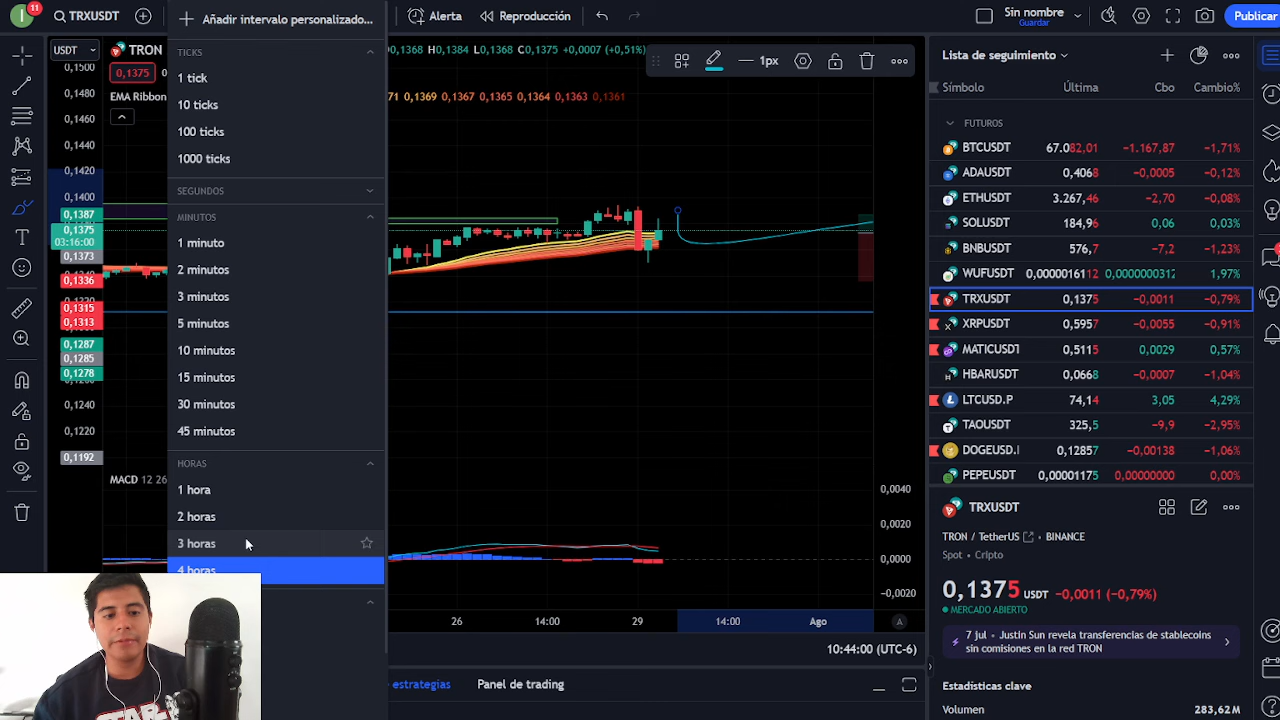 11
TRXUSDT
Añadir intervalo personalizado...
Alerta
Reproducción
Sin nombre
Guardar
Publicar
USDT
TRON
0,1368 H0,1384 L0,1368 C0,1375 +0,0007 (+0,51%)
1px
0,1375
EMA Ribbon
0,1369 0,1367 0,1365 0,1364 0,1363 0,1361
0,1500
0,1480
0,1460
0,1440
0,1420
0,1400
0,1387
0,1375
03:16:00
0,1373
0,1336
0,1315
0,1313
0,1287
0,1285
0,1278
0,1240
0,1220
0,1192
MACD 12 26
TICKS
1 tick
10 ticks
100 ticks
1000 ticks
SEGUNDOS
MINUTOS
1 minuto
2 minutos
3 minutos
5 minutos
10 minutos
15 minutos
30 minutos
45 minutos
HORAS
1 hora
2 horas
3 horas
4 horas
0,0040
0,0020
0,0000
−0,0020
26
14:00
29
14:00
Ago
A
10:44:00 (UTC-6)
estrategias
Panel de trading
Lista de seguimiento
Símbolo Última Cbo Cambio%
FUTUROS
BTCUSDT 67.082,01 −1.167,87 −1,71%
ADAUSDT 0,4068 −0,0005 −0,12%
ETHUSDT 3.267,46 −2,70 −0,08%
SOLUSDT 184,96 0,06 0,03%
BNBUSDT 576,7 −7,2 −1,23%
WUFUSDT 0,0000016112 0,0000000312 1,97%
TRXUSDT 0,1375 −0,0011 −0,79%
XRPUSDT 0,5957 −0,0055 −0,91%
MATICUSDT 0,5115 0,0029 0,57%
HBARUSDT 0,0668 −0,0007 −1,04%
LTCUSD.P 74,14 3,05 4,29%
TAOUSDT 325,5 −9,9 −2,95%
DOGEUSD.I 0,12857 −0,00138 −1,06%
PEPEUSDT 0,00001175 0,00000000 0,00%
TRXUSDT
TRON / TetherUS • BINANCE
Spot • Cripto
0,1375 USDT −0,0011 (−0,79%)
MERCADO ABIERTO
7 jul • Justin Sun revela transferencias de stablecoins
sin comisiones en la red TRON
Estadísticas clave
Volumen 283,62 M